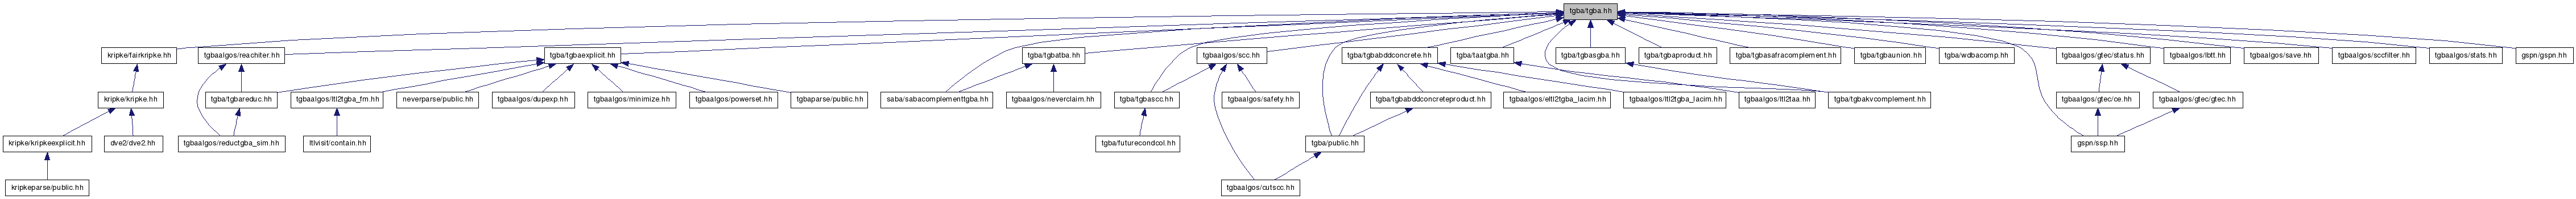 tgba/tgba.hh
kripke/fairkripke.hh
tgbaalgos/reachiter.hh
tgba/tgbaexplicit.hh
tgba/tgbatba.hh
tgbaalgos/scc.hh
tgba/tgbabddconcrete.hh
tgba/taatgba.hh
tgba/tgbasgba.hh
tgba/tgbaproduct.hh
tgba/tgbasafracomplement.hh
tgba/tgbaunion.hh
tgba/wdbacomp.hh
tgbaalgos/gtec/status.hh
tgbaalgos/lbtt.hh
tgbaalgos/save.hh
tgbaalgos/sccfilter.hh
tgbaalgos/stats.hh
gspn/gspn.hh
kripke/kripke.hh
tgba/tgbareduc.hh
tgbaalgos/ltl2tgba_fm.hh
neverparse/public.hh
tgbaalgos/dupexp.hh
tgbaalgos/minimize.hh
tgbaalgos/powerset.hh
tgbaparse/public.hh
saba/sabacomplementtgba.hh
tgbaalgos/neverclaim.hh
tgba/tgbascc.hh
tgbaalgos/safety.hh
tgba/tgbabddconcreteproduct.hh
tgbaalgos/eltl2tgba_lacim.hh
tgbaalgos/ltl2tgba_lacim.hh
tgbaalgos/ltl2taa.hh
tgba/tgbakvcomplement.hh
tgbaalgos/gtec/ce.hh
tgbaalgos/gtec/gtec.hh
kripke/kripkeexplicit.hh
dve2/dve2.hh
tgbaalgos/reductgba_sim.hh
ltlvisit/contain.hh
tgba/futurecondcol.hh
tgba/public.hh
gspn/ssp.hh
kripkeparse/public.hh
tgbaalgos/cutscc.hh